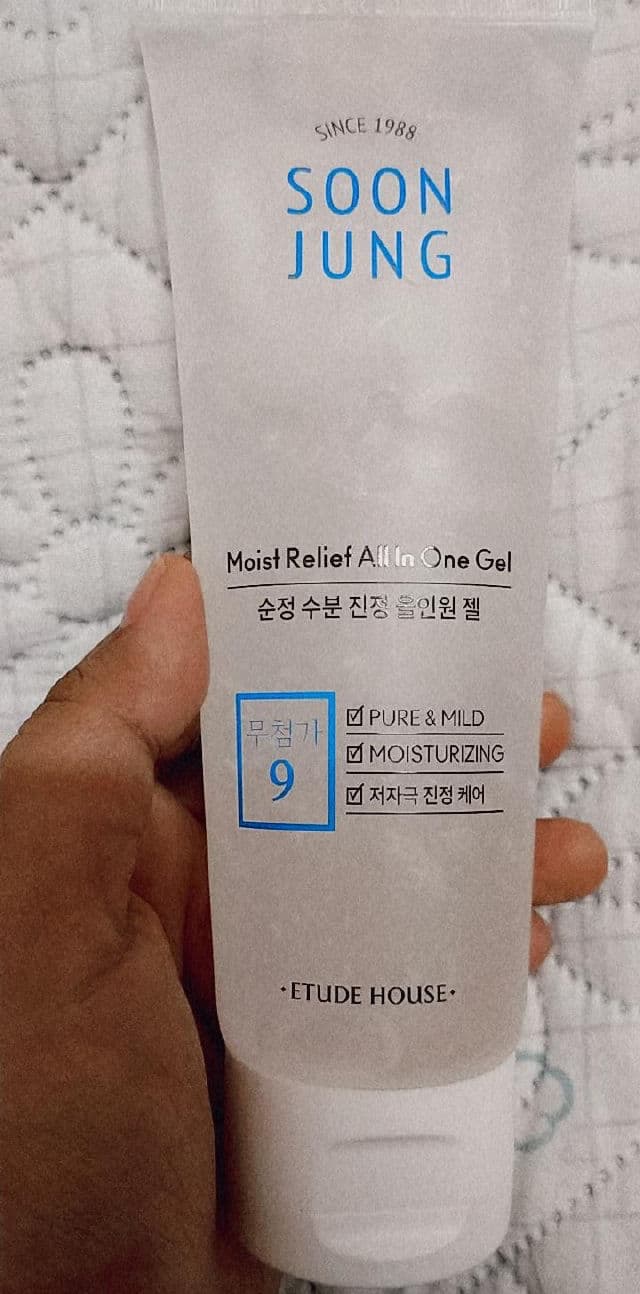 SINCE 1988
SOON
JUNG
Moist Relief All In One Gel
순정 수분 진정 올인원 젤
무첨가
9
PURE & MILD
MOISTURIZING
저자극 진정 케어
·ETUDE HOUSE·